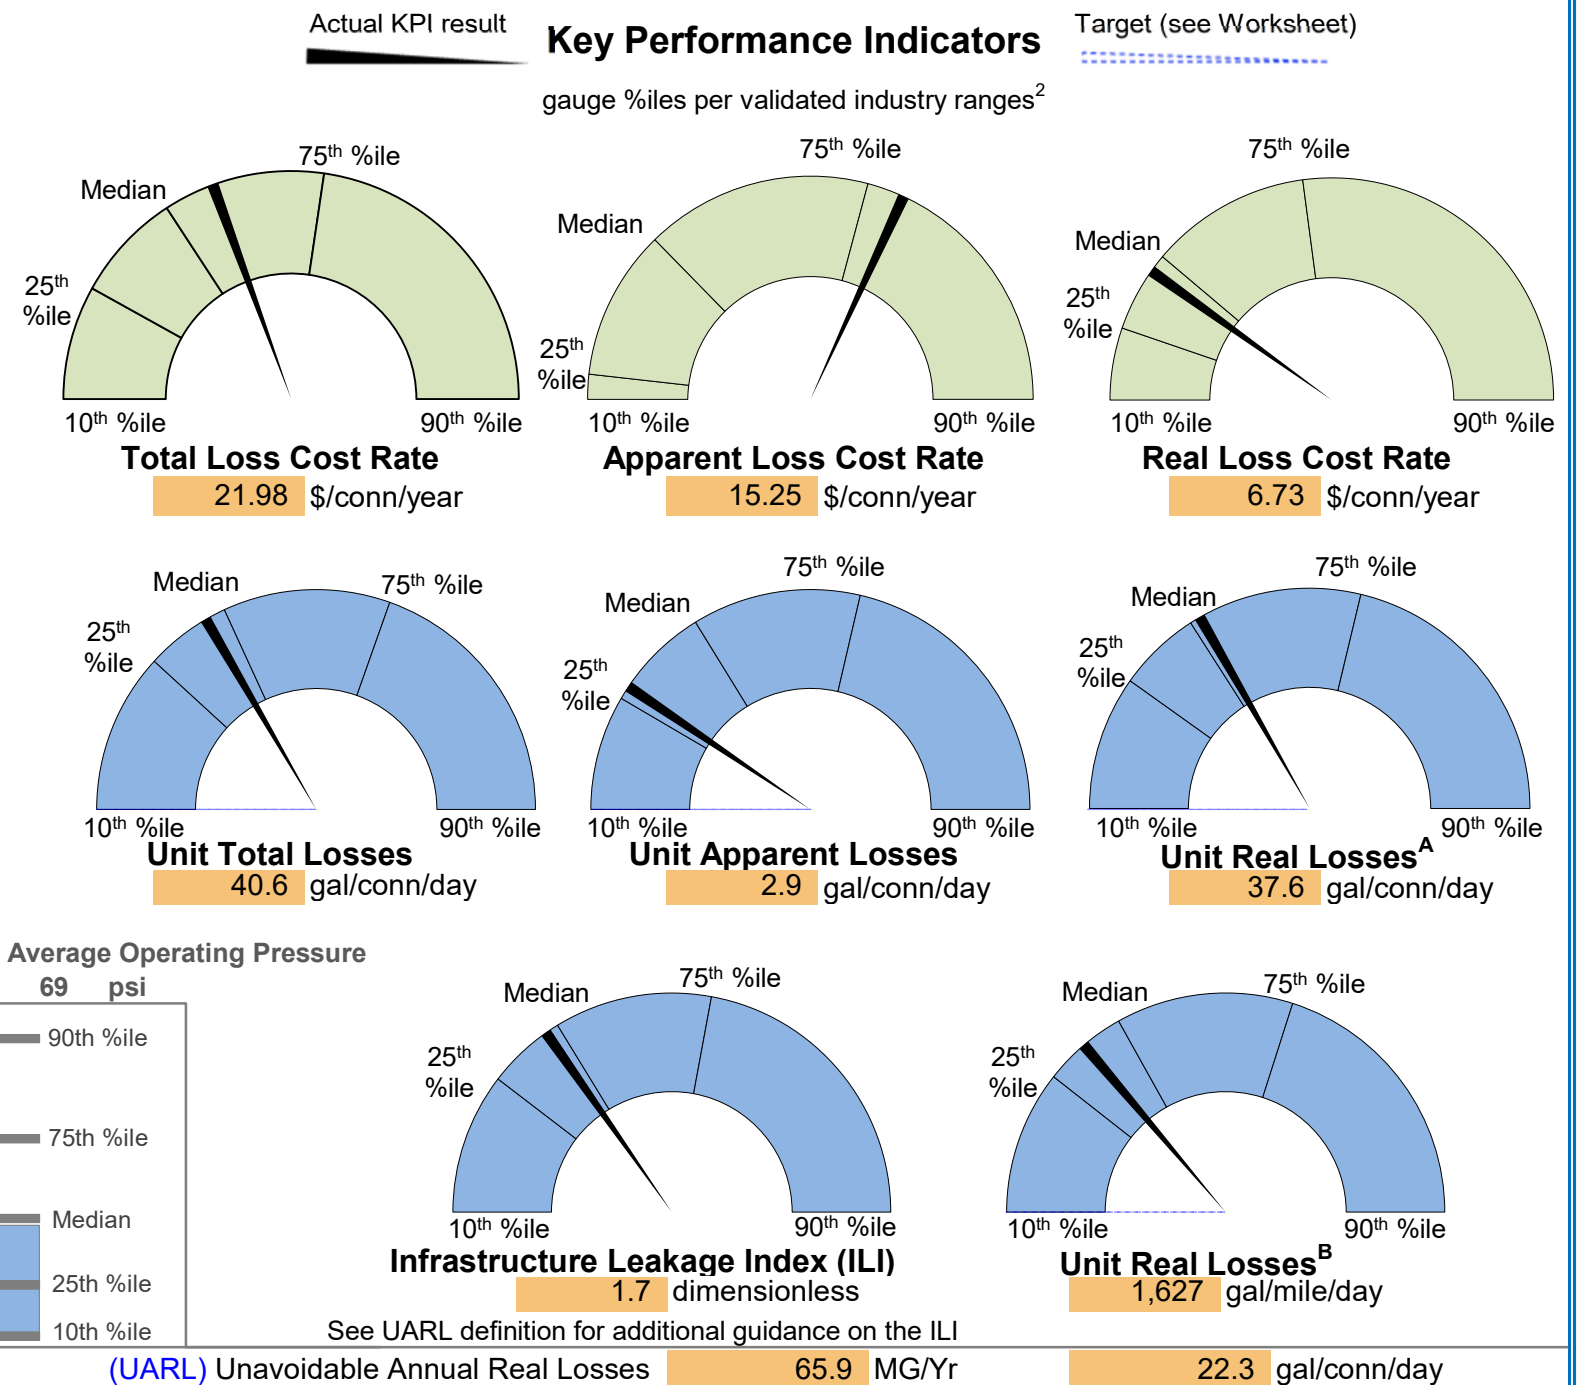 Actual KPI result
Key Performance Indicators
Target (see Worksheet)
gauge %iles per validated industry ranges2
75th %ile
Median
25th
%ile
10th %ile
90th %ile
Total Loss Cost Rate
21.98 $/conn/year
75th %ile
Median
25th
%ile
10th %ile
90th %ile
Apparent Loss Cost Rate
15.25 $/conn/year
75th %ile
Median
25th
%ile
10th %ile
90th %ile
Real Loss Cost Rate
6.73 $/conn/year
Median
75th %ile
25th
%ile
10th %ile
90th %ile
Unit Total Losses
40.6 gal/conn/day
75th %ile
Median
25th
%ile
10th %ile
90th %ile
Unit Apparent Losses
2.9 gal/conn/day
75th %ile
Median
25th
%ile
10th %ile
90th %ile
Unit Real LossesA
37.6 gal/conn/day
Average Operating Pressure
69 psi
90th %ile
75th %ile
Median
25th %ile
10th %ile
75th %ile
Median
25th
%ile
10th %ile
90th %ile
Infrastructure Leakage Index (ILI)
1.7 dimensionless
See UARL definition for additional guidance on the ILI
75th %ile
Median
25th
%ile
10th %ile
90th %ile
Unit Real LossesB
1,627 gal/mile/day
(UARL) Unavoidable Annual Real Losses 65.9 MG/Yr 22.3 gal/conn/day